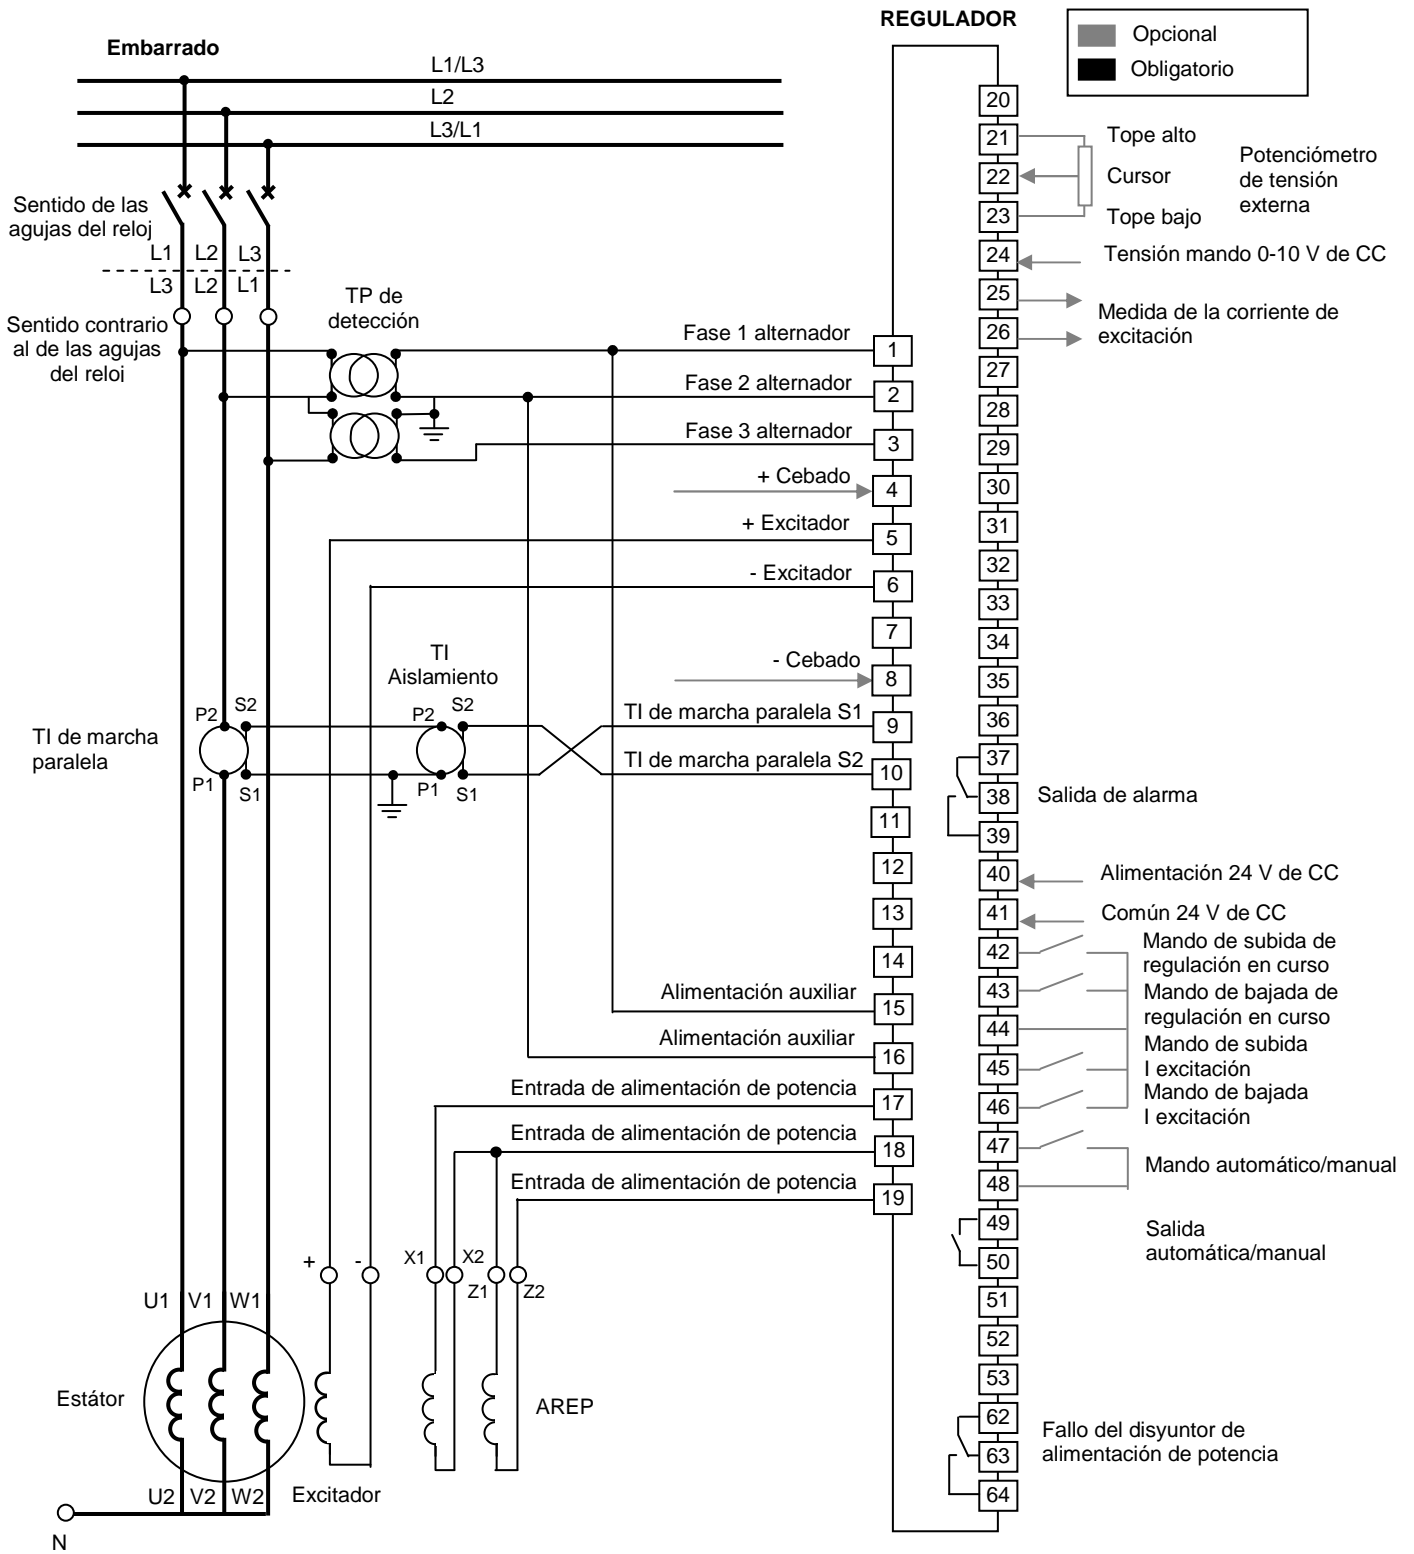 REGULADOR
Opcional
Obligatorio
Embarrado
L1/L3
L2
L3/L1
Sentido de las
agujas del reloj
L1 L2 L3
L3 L2 L1
Sentido contrario
al de las agujas
del reloj
TP de
detección
Fase 1 alternador
1
Fase 2 alternador
2
Fase 3 alternador
3
+ Cebado
4
+ Excitador
5
- Excitador
6
7
- Cebado
8
TI
Aislamiento
TI de marcha
paralela
P2 S2
P1 S1
P2 S2
P1 S1
TI de marcha paralela S1
9
TI de marcha paralela S2
10
11
12
13
14
Alimentación auxiliar
15
Alimentación auxiliar
16
Entrada de alimentación de potencia
17
Entrada de alimentación de potencia
18
Entrada de alimentación de potencia
19
+ -
X1 X2
Z1 Z2
U1 V1 W1
Estátor
AREP
U2 V2 W2
Excitador
N
20
21
Tope alto
22
Cursor
23
Tope bajo
Potenciómetro
de tensión
externa
24
Tensión mando 0-10 V de CC
25
26
Medida de la corriente de
excitación
27
28
29
30
31
32
33
34
35
36
37
38
Salida de alarma
39
40
Alimentación 24 V de CC
41
Común 24 V de CC
42
Mando de subida de
regulación en curso
43
Mando de bajada de
regulación en curso
44
45
Mando de subida
I excitación
46
Mando de bajada
I excitación
47
Mando automático/manual
48
49
Salida
automática/manual
50
51
52
53
62
Fallo del disyuntor de
alimentación de potencia
63
64